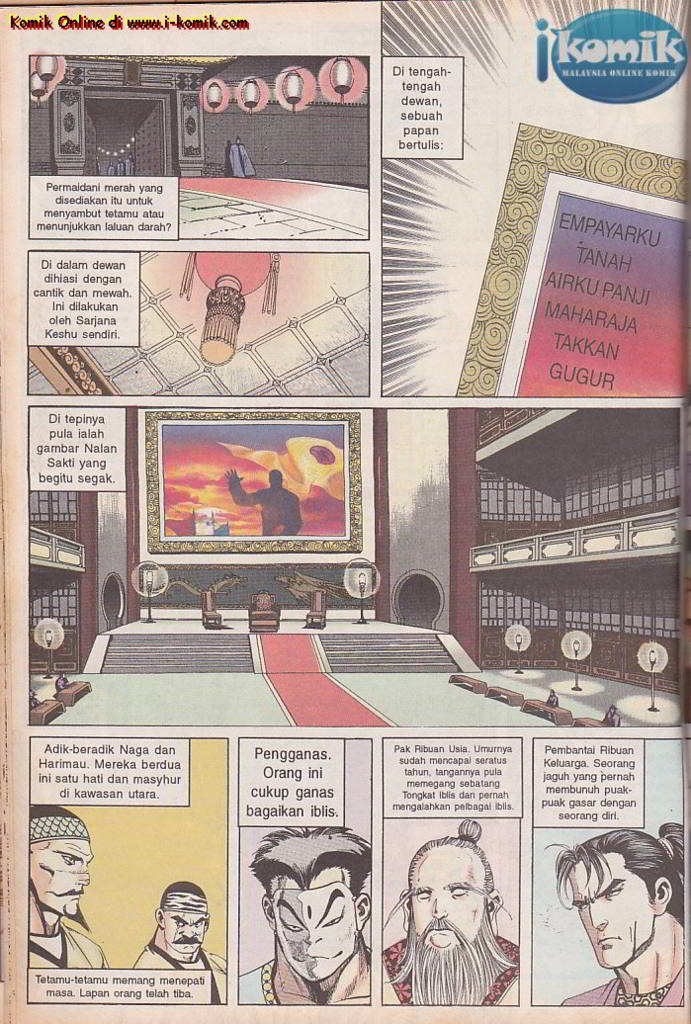 Komik Online di www.i-komik.com
ikomik
MALAYSIA ONLINE KOMIK
Permaidani merah yang
disediakan itu untuk
menyambut tetamu atau
menunjukkan laluan darah?
Di tengah-
tengah
dewan,
sebuah
papan
bertulis:
EMPAYARKU
TANAH
AIRKU PANJI
MAHARAJA
TAKKAN
GUGUR
Di dalam dewan
dihiasi dengan
cantik dan mewah.
Ini dilakukan
oleh Sarjana
Keshu sendiri.
Di tepinya
pula ialah
gambar Nalan
Sakti yang
begitu segak.
Adik-beradik Naga dan
Harimau. Mereka berdua
ini satu hati dan masyhur
di kawasan utara.
Tetamu-tetamu memang menepati
masa. Lapan orang telah tiba.
Pengganas.
Orang ini
cukup ganas
bagaikan iblis.
Pak Ribuan Usia. Umurnya
sudah mencapai seratus
tahun, tangannya pula
memegang sebatang
Tongkat Iblis dan pernah
mengalahkan pelbagai iblis.
Pembantai Ribuan
Keluarga. Seorang
jaguh yang pernah
membunuh puak-
puak gasar dengan
seorang diri.